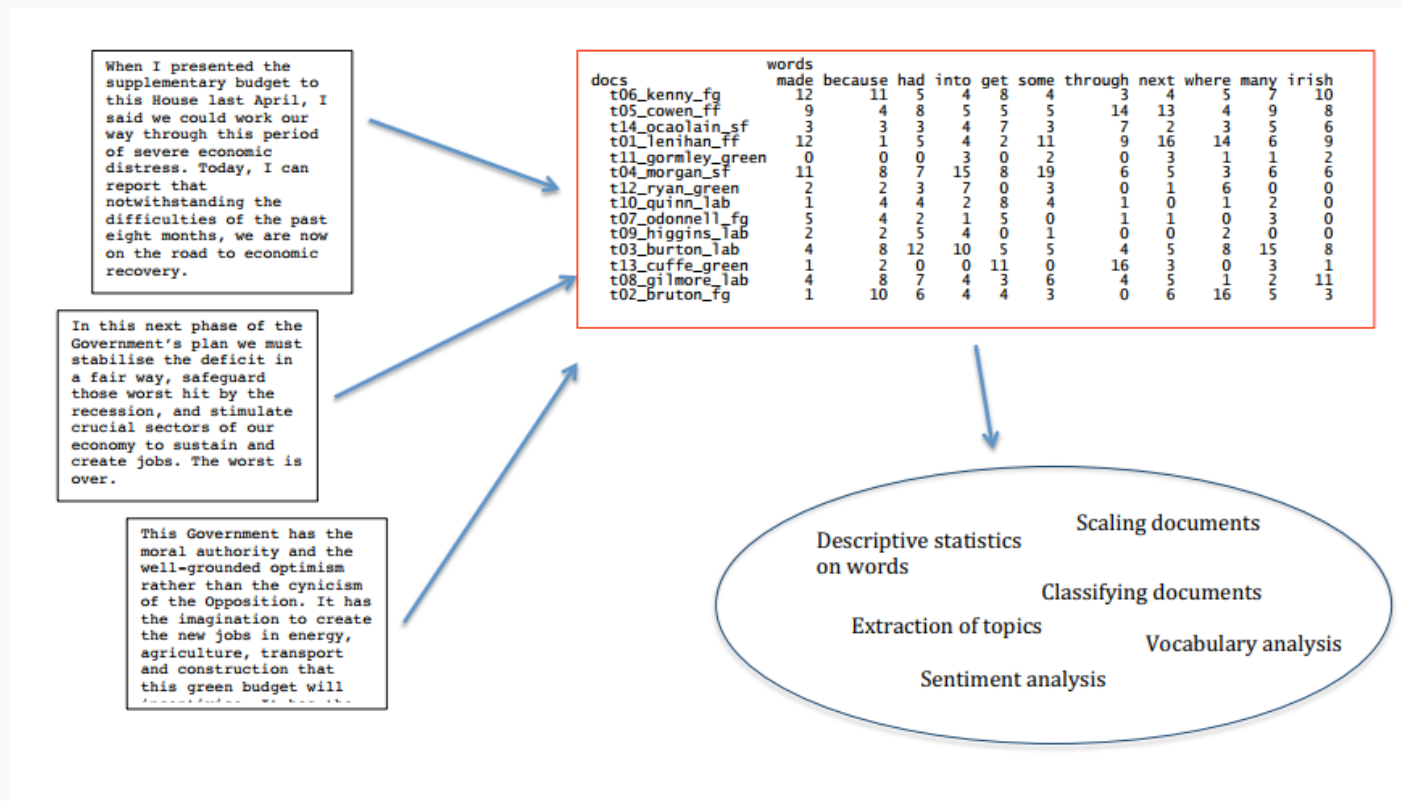 When I presented the
supplementary budget to
this House last April, I
said we could work our
way through this period
of severe economic
distress. Today, I can
report that
notwithstanding the
difficulties of the past
eight months, we are now
on the road to economic
recovery.
In this next phase of the
Government's plan we must
stabilise the deficit in
a fair way, safeguard
those worst hit by the
recession, and stimulate
crucial sectors of our
economy to sustain and
create jobs. The worst is
over.
This Government has the
moral authority and the
well-grounded optimism
rather than the cynicism
of the Opposition. It has
the imagination to create
the new jobs in energy,
agriculture, transport
and construction that
this green budget will
words
docs made because had into get some through next where many irish
t06_kenny_fg 12 11 5 4 8 4 3 4 5 7 10
t05_cowen_ff 9 4 8 5 5 5 14 13 4 9 8
t14_ocaolain_sf 3 3 3 4 7 3 7 2 3 5 6
t01_lenihan_ff 12 1 5 4 2 11 9 16 14 6 9
t11_gormley_green 0 0 0 3 0 2 0 3 1 1 2
t04_morgan_sf 11 8 7 15 8 19 6 5 3 6 6
t12_ryan_green 2 2 3 7 0 3 0 1 6 0 0
t10_quinn_lab 1 4 4 2 8 4 1 0 1 2 0
t07_odonnell_fg 5 4 2 1 5 0 1 1 0 3 0
t09_higgins_lab 2 2 5 4 0 1 0 0 2 0 0
t03_burton_lab 4 8 12 10 5 5 4 5 8 15 8
t13_cuffe_green 1 2 0 0 11 0 16 3 0 3 1
t08_gilmore_lab 4 8 7 4 3 6 4 5 1 2 11
t02_bruton_fg 1 10 6 4 4 3 0 6 16 5 3
Scaling documents
Descriptive statistics
on words
Classifying documents
Extraction of topics
Vocabulary analysis
Sentiment analysis